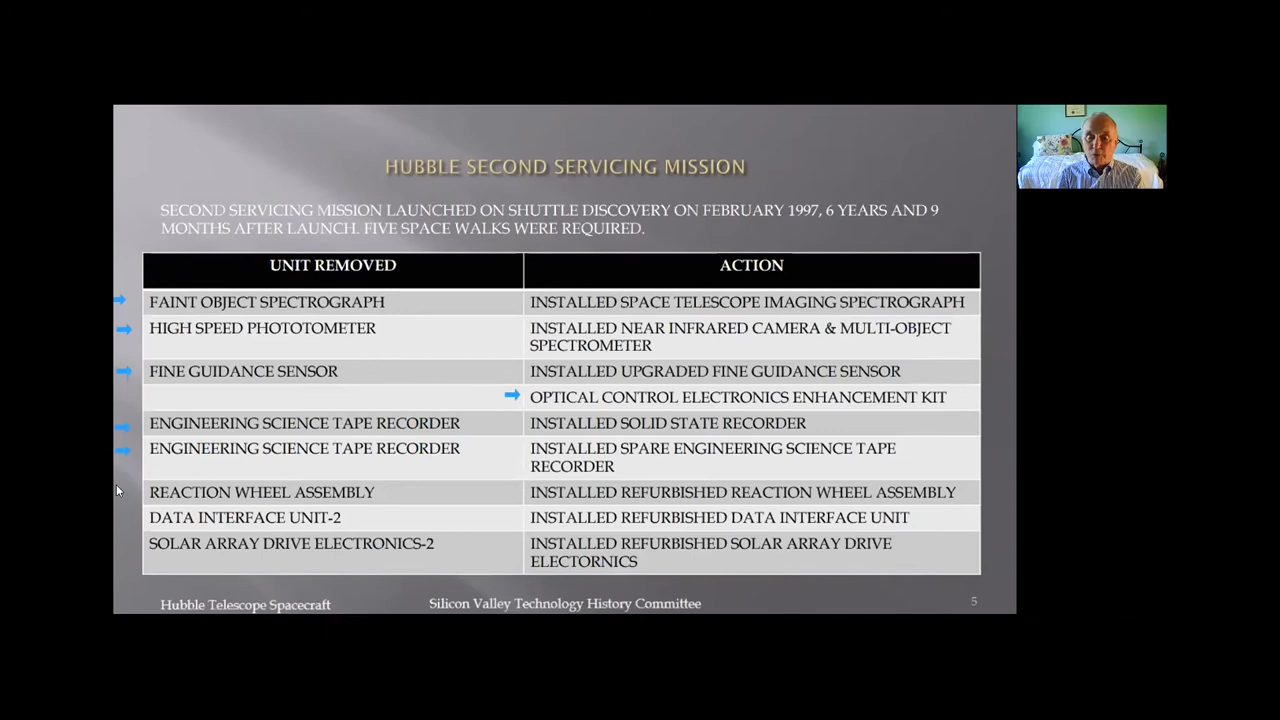 HUBBLE SECOND SERVICING MISSION
SECOND SERVICING MISSION LAUNCHED ON SHUTTLE DISCOVERY ON FEBRUARY 1997, 6 YEARS AND 9
MONTHS AFTER LAUNCH. FIVE SPACE WALKS WERE REQUIRED.
UNIT REMOVED
ACTION
FAINT OBJECT SPECTROGRAPH
INSTALLED SPACE TELESCOPE IMAGING SPECTROGRAPH
HIGH SPEED PHOTOTOMETER
INSTALLED NEAR INFRARED CAMERA & MULTI-OBJECT
SPECTROMETER
FINE GUIDANCE SENSOR
INSTALLED UPGRADED FINE GUIDANCE SENSOR
OPTICAL CONTROL ELECTRONICS ENHANCEMENT KIT
ENGINEERING SCIENCE TAPE RECORDER
INSTALLED SOLID STATE RECORDER
ENGINEERING SCIENCE TAPE RECORDER
INSTALLED SPARE ENGINEERING SCIENCE TAPE
RECORDER
REACTION WHEEL ASSEMBLY
INSTALLED REFURBISHED REACTION WHEEL ASSEMBLY
DATA INTERFACE UNIT-2
INSTALLED REFURBISHED DATA INTERFACE UNIT
SOLAR ARRAY DRIVE ELECTRONICS-2
INSTALLED REFURBISHED SOLAR ARRAY DRIVE
ELECTORNICS
Hubble Telescope Spacecraft
Silicon Valley Technology History Committee
5